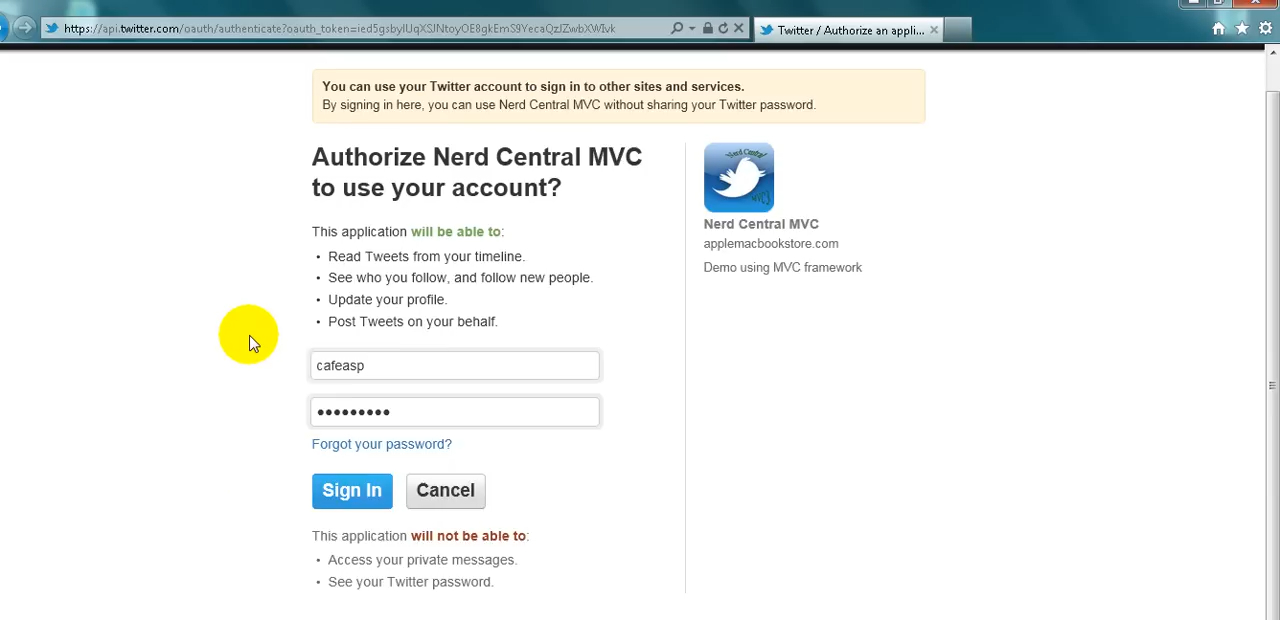 https://api.twitter.com/oauth/authenticate?oauth_token=
Twitter / Authorize an appli...
You can use your Twitter account to sign in to other sites and services.
By signing in here, you can use Nerd Central MVC without sharing your Twitter password.
Authorize Nerd Central MVC
to use your account?
This application will be able to:
• Read Tweets from your timeline.
• See who you follow, and follow new people.
• Update your profile.
• Post Tweets on your behalf.
cafeasp
•••••••••
Forgot your password?
Sign In
Cancel
This application will not be able to:
• Access your private messages.
• See your Twitter password.
Nerd Central
MVC3
Nerd Central MVC
applemacbookstore.com
Demo using MVC framework